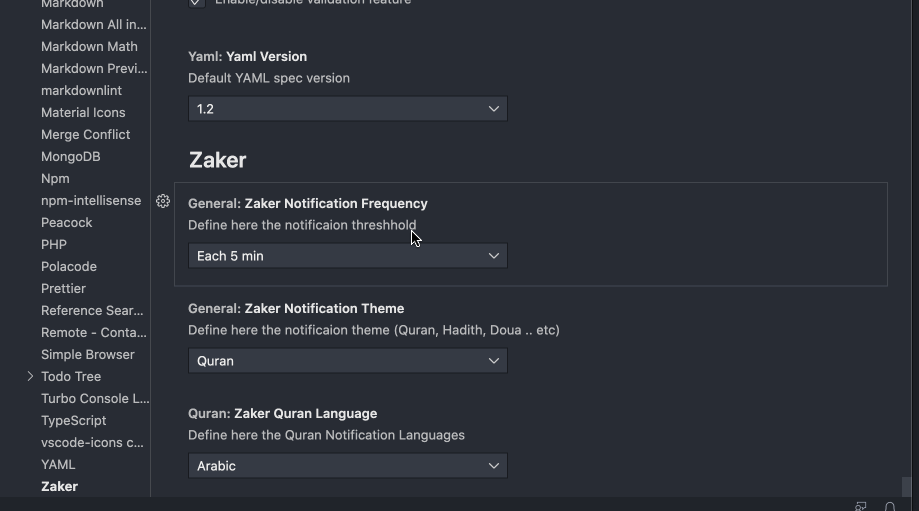 Markdown
Markdown All in...
Markdown Math
Markdown Previ...
markdownlint
Material Icons
Merge Conflict
MongoDB
Npm
npm-intellisense
Peacock
PHP
Polacode
Prettier
Reference Sear...
Remote - Conta...
Simple Browser
Todo Tree
Turbo Console L...
TypeScript
vscode-icons c...
YAML
Zaker
Enable/disable validation feature
Yaml: Yaml Version
Default YAML spec version
1.2
Zaker
General: Zaker Notification Frequency
Define here the notificaion threshhold
Each 5 min
General: Zaker Notification Theme
Define here the notificaion theme (Quran, Hadith, Doua .. etc)
Quran
Quran: Zaker Quran Language
Define here the Quran Notification Languages
Arabic